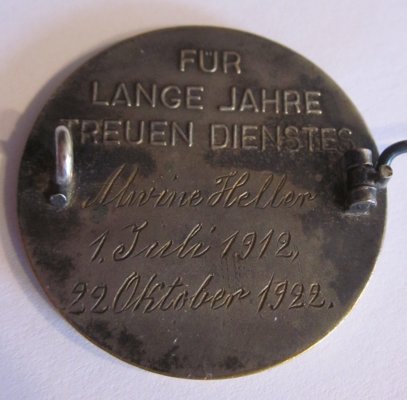 FÜR
LANGE JAHRE
TREUEN DIENSTES
Alwine Heller
1. Juli 1912,
22 Oktober 1922.